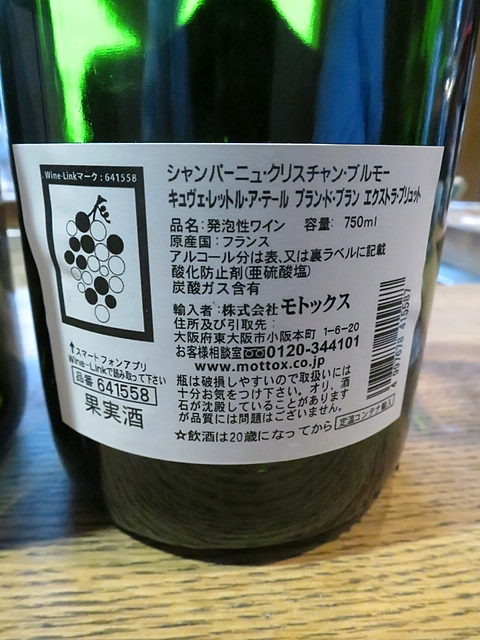 Wine-Linkマーク:641558
シャンパーニュ・クリスチャン・ブルモー
キュヴェ・レットル・ア・テール ブランド・ブラン エクストラ・ブリュット
品名:発泡性ワイン 容量: 750ml
原産国:フランス
アルコール分は表、又は裏ラベルに記載
酸化防止剤(亜硫酸塩)
炭酸ガス含有
輸入者:株式会社モトックス
住所及び引取先:
大阪府東大阪市小阪本町 1-6-20
お客様相談室 0120-344101
www.mottox.co.jp
瓶は破損しやすいので取扱いには
十分お気をつけ下さい。オリ、酒
石が沈殿していることがあります
が品質には問題はございません。
☆飲酒は20歳になってから
定温コンテナ輸入
↑スマートフォンアプリ
Wine-Linkで読み取って下さい
品番 641558
果実酒